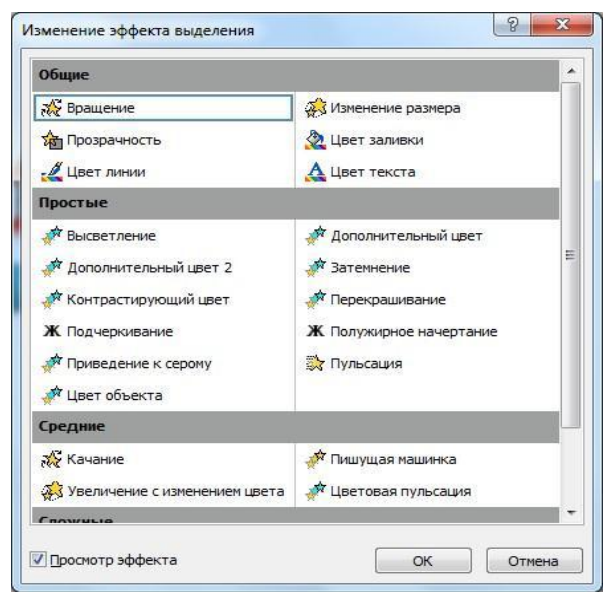 Изменение эффекта выделения
Общие
Вращение Изменение размера
Прозрачность Цвет заливки
Цвет линии Цвет текста
Простые
Высветление Дополнительный цвет
Дополнительный цвет 2 Затемнение
Контрастирующий цвет Перекрашивание
Ж Подчеркивание Ж Полужирное начертание
Приведение к серому Пульсация
Цвет объекта
Средние
Качание Пишущая машинка
Увеличение с изменением цвета Цветовая пульсация
Сложные
Просмотр эффекта ОК Отмена